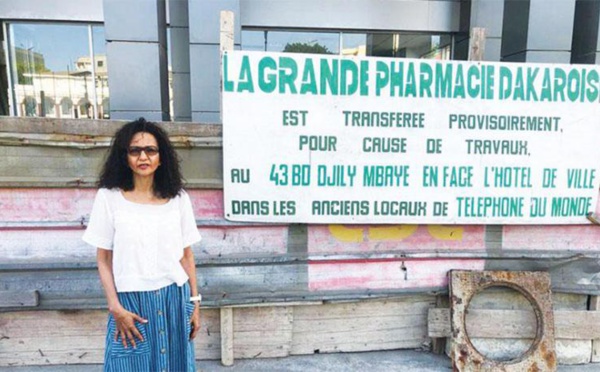 LA GRANDE PHARMACIE DAKAROISE
EST TRANSFEREE PROVISOIREMENT,
POUR CAUSE DE TRAVAUX,
AU 43 BD DJILY MBAYE EN FACE L'HOTEL DE VILLE
DANS LES ANCIENS LOCAUX DE TELEPHONE DU MONDE